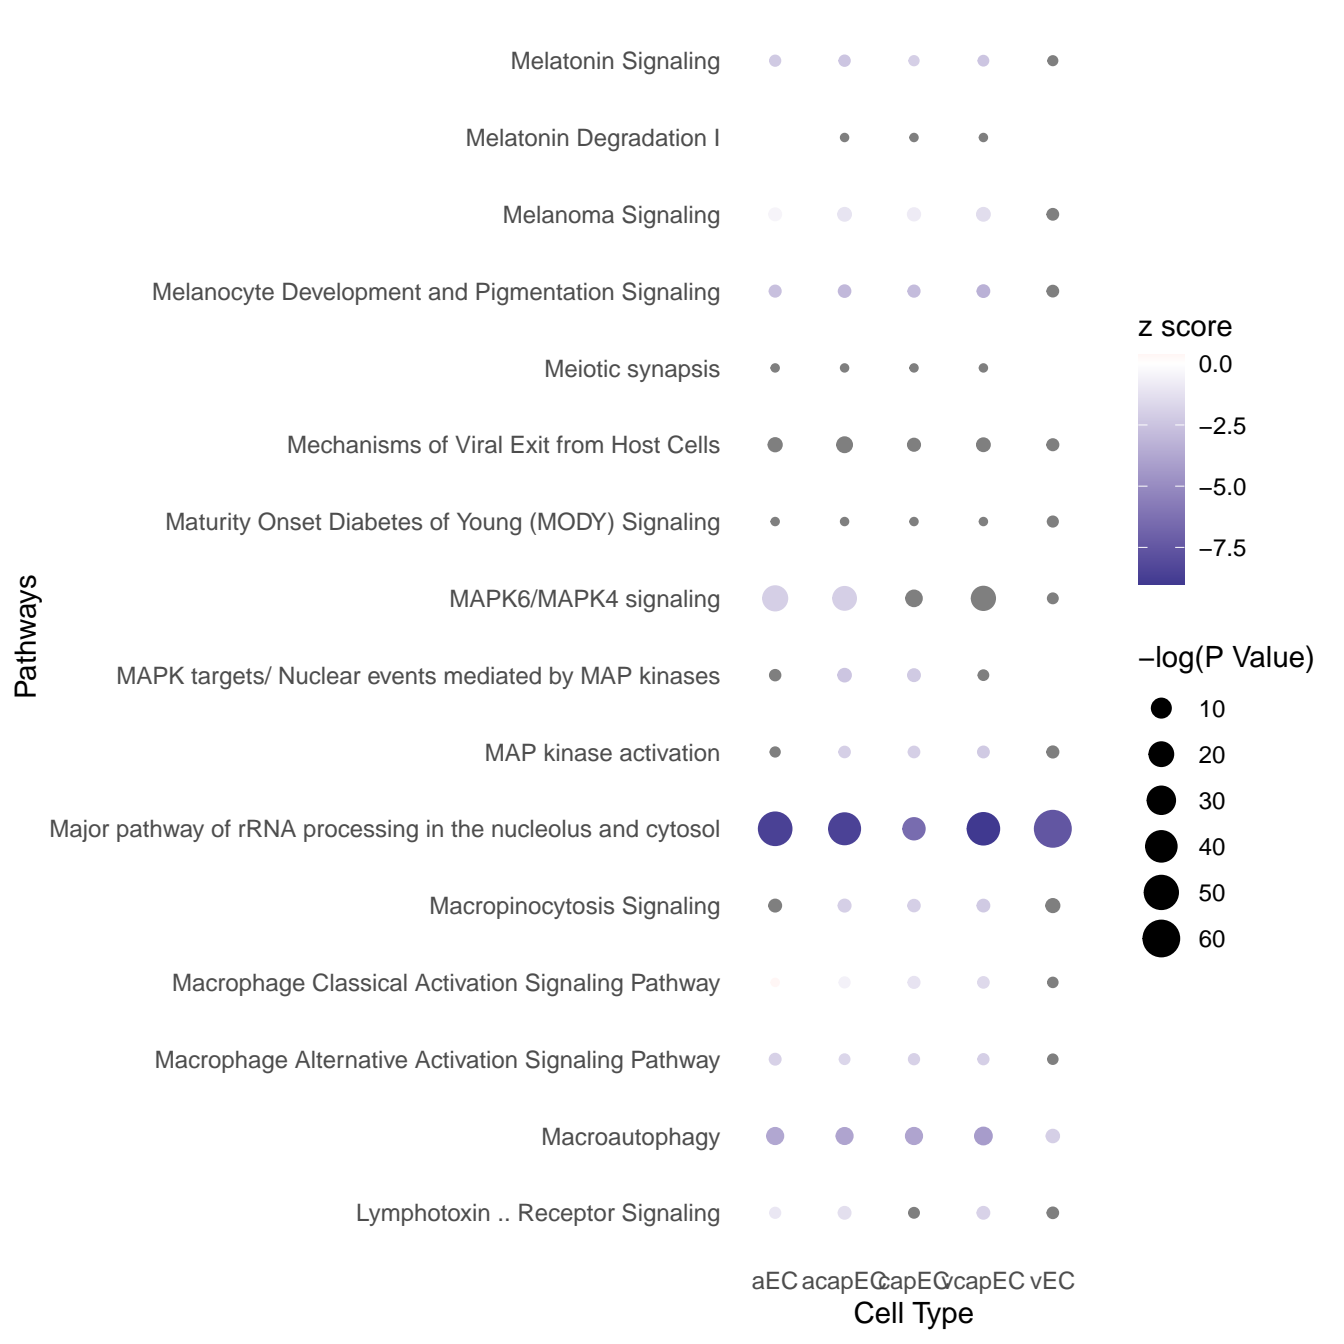 Melatonin Signaling
Melatonin Degradation I
Melanoma Signaling
Melanocyte Development and Pigmentation Signaling
Meiotic synapsis
Mechanisms of Viral Exit from Host Cells
Maturity Onset Diabetes of Young (MODY) Signaling
MAPK6/MAPK4 signaling
MAPK targets/ Nuclear events mediated by MAP kinases
MAP kinase activation
Major pathway of rRNA processing in the nucleolus and cytosol
Macropinocytosis Signaling
Macrophage Classical Activation Signaling Pathway
Macrophage Alternative Activation Signaling Pathway
Macroautophagy
Lymphotoxin .. Receptor Signaling
Pathways
aEC acapEC capEC vcapEC vEC
Cell Type
z score
0.0
−2.5
−5.0
−7.5
−log(P Value)
10
20
30
40
50
60